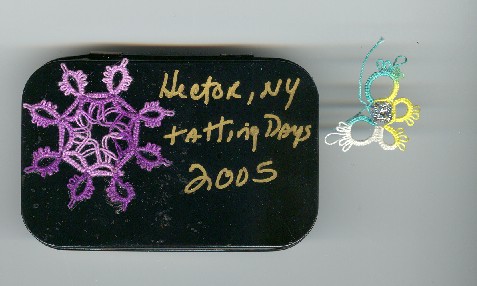 Hector, NY
tatting Days
2005